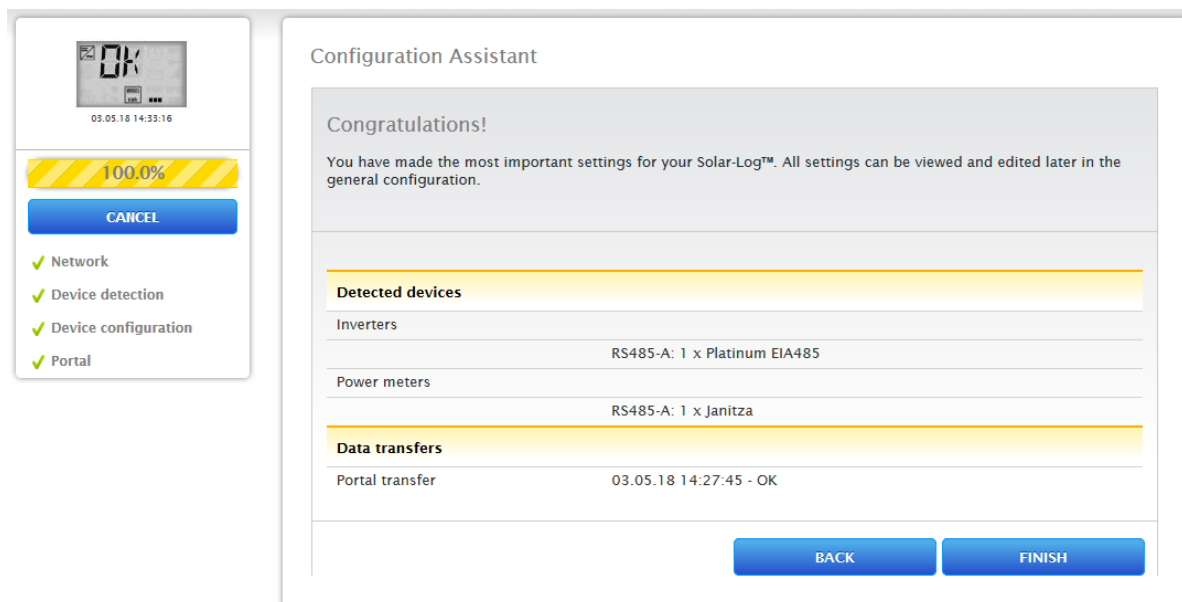 OK
03.05.18 14:33:16
100.0%
CANCEL
Network
Device detection
Device configuration
Portal
Configuration Assistant
Congratulations!
You have made the most important settings for your Solar-Log™. All settings can be viewed and edited later in the
general configuration.
Detected devices
Inverters
RS485-A: 1 x Platinum EIA485
Power meters
RS485-A: 1 x Janitza
Data transfers
Portal transfer 03.05.18 14:27:45 - OK
BACK FINISH